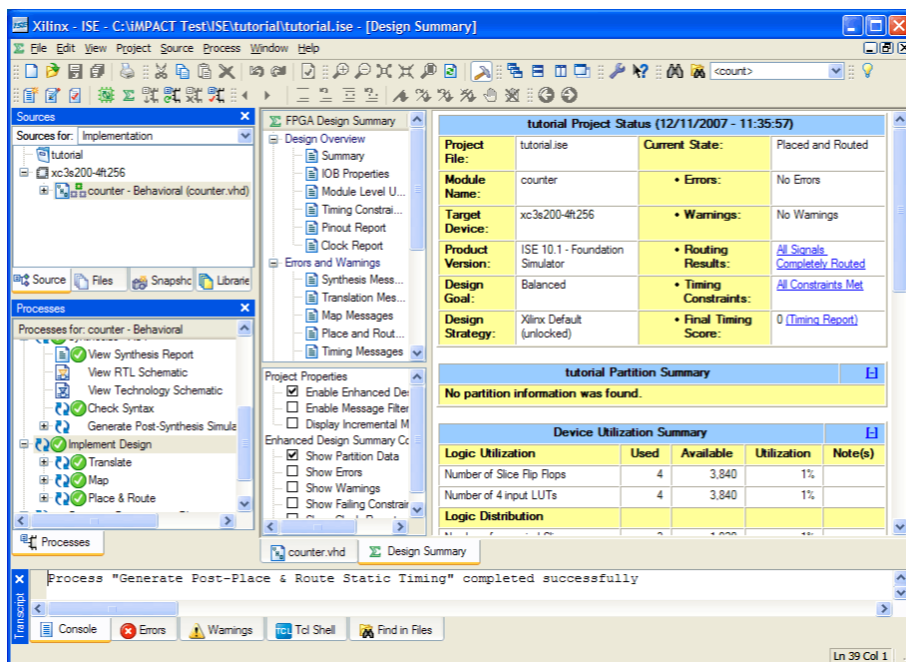 Xilinx - ISE - C:\iMPACT Test\ISE\tutorial\tutorial.ise - [Design Summary]
File Edit View Project Source Process Window Help
<count>
Sources
Sources for: Implementation
tutorial
xc3s200-4ft256
counter - Behavioral (counter.vhd)
Source Files Snapshc Librarie
Processes
Processes for: counter - Behavioral
View Synthesis Report
View RTL Schematic
View Technology Schematic
Check Syntax
Generate Post-Synthesis Simula
Implement Design
Translate
Map
Place & Route
Processes
FPGA Design Summary
Design Overview
Summary
IOB Properties
Module Level U...
Timing Constrai...
Pinout Report
Clock Report
Errors and Warnings
Synthesis Mess...
Translation Mes...
Map Messages
Place and Rout...
Timing Messages
Project Properties
Enable Enhanced De
Enable Message Filter
Display Incremental M
Enhanced Design Summary Co
Show Partition Data
Show Errors
Show Warnings
Show Failing Constrain
tutorial Project Status (12/11/2007 - 11:35:57)
Project File: tutorial.ise Current State: Placed and Routed
Module Name: counter • Errors: No Errors
Target Device: xc3s200-4ft256 • Warnings: No Warnings
Product Version: ISE 10.1 - Foundation Simulator • Routing Results: All Signals Completely Routed
Design Goal: Balanced • Timing Constraints: All Constraints Met
Design Strategy: Xilinx Default (unlocked) • Final Timing Score: 0 (Timing Report)
tutorial Partition Summary [-]
No partition information was found.
Device Utilization Summary [-]
Logic Utilization Used Available Utilization Note(s)
Number of Slice Flip Flops 4 3,840 1%
Number of 4 input LUTs 4 3,840 1%
Logic Distribution
counter.vhd Design Summary
Process "Generate Post-Place & Route Static Timing" completed successfully
Transcript
Console Errors Warnings Tcl Shell Find in Files
Ln 39 Col 1